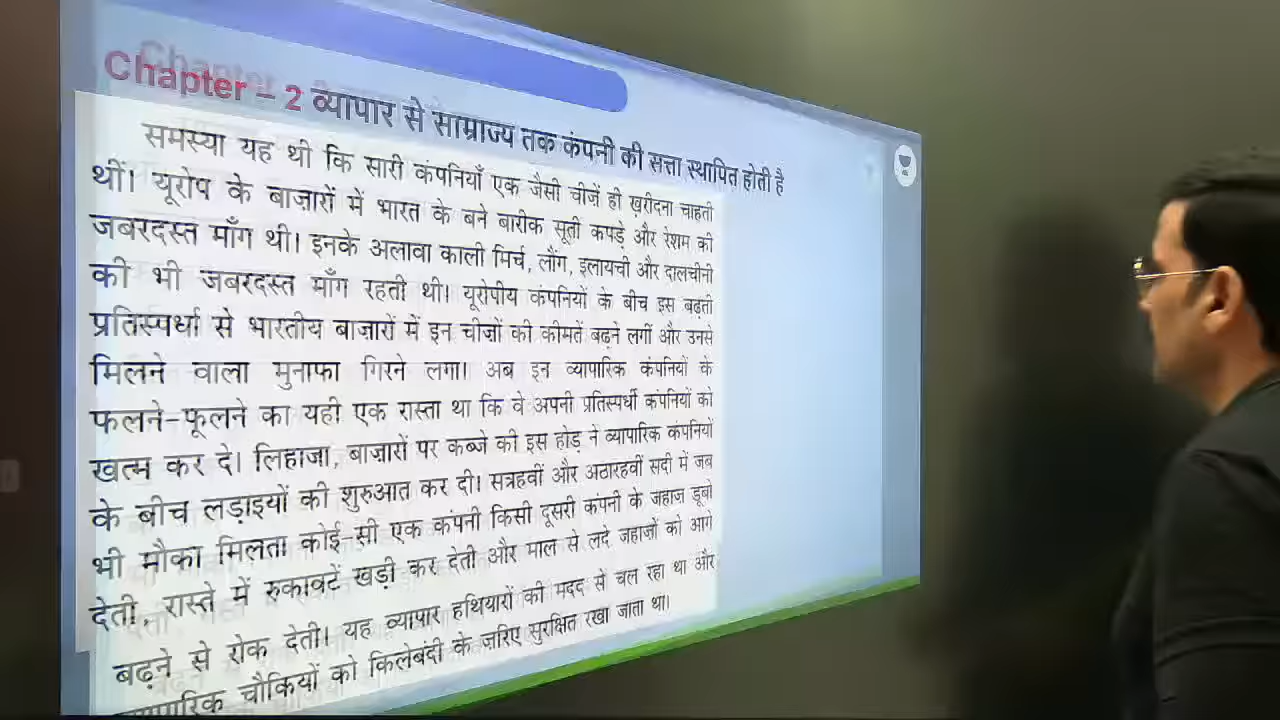 Chapter – 2 व्यापार से साम्राज्य तक कंपनी की सत्ता स्थापित होती है
समस्या यह थी कि सारी कंपनियाँ एक जैसी चीजें ही ख़रीदना चाहती
थीं। यूरोप के बाज़ारों में भारत के बने बारीक सूती कपड़े और रेशम की
जबरदस्त माँग थी। इनके अलावा काली मिर्च, लौंग, इलायची और दालचीनी
की भी जबरदस्त माँग रहती थी। यूरोपीय कंपनियों के बीच इस बढ़ती
प्रतिस्पर्धा से भारतीय बाज़ारों में इन चीज़ों की कीमतें बढ़ने लगीं और उनसे
मिलने वाला मुनाफा गिरने लगा। अब इन व्यापारिक कंपनियों के
फलने-फूलने का यही एक रास्ता था कि वे अपनी प्रतिस्पर्धी कंपनियों को
खत्म कर दे। लिहाजा, बाज़ारों पर कब्जे की इस होड़ ने व्यापारिक कंपनियों
के बीच लड़ाइयों की शुरुआत कर दी। सत्रहवीं और अठारहवीं सदी में जब
भी मौका मिलता कोई-सी एक कंपनी किसी दूसरी कंपनी के जहाज डूबो
देती, रास्ते में रुकावटें खड़ी कर देती और माल से लदे जहाजों को आगे
बढ़ने से रोक देती। यह व्यापार हथियारों की मदद से चल रहा था और
चौकियों को किलेबंदी के ज़रिए सुरक्षित रखा जाता था।